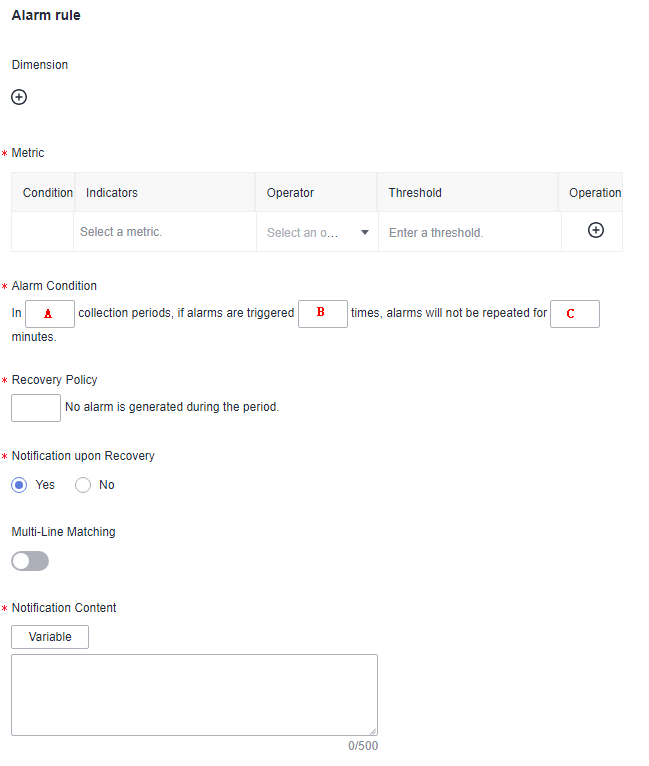 Alarm rule
Dimension
* Metric
Condition Indicators Operator Threshold Operation
Select a metric. Select an o... Enter a threshold.
* Alarm Condition
In A collection periods, if alarms are triggered B times, alarms will not be repeated for C
minutes.
* Recovery Policy
No alarm is generated during the period.
* Notification upon Recovery
Yes No
Multi-Line Matching
* Notification Content
Variable
0/500